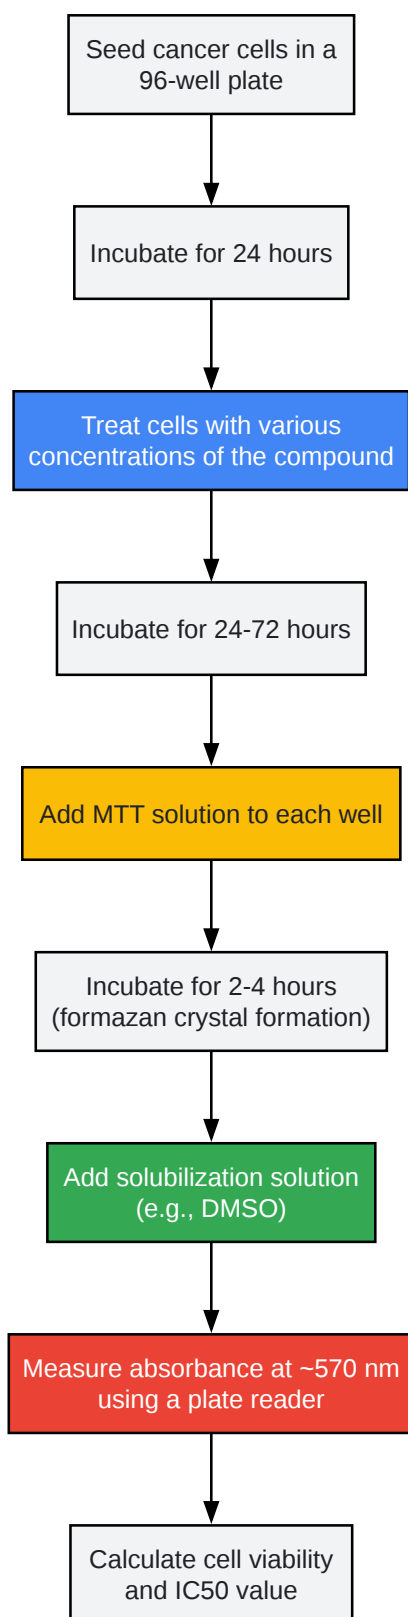 Seed cancer cells in a
96-well plate
Incubate for 24 hours
Treat cells with various
concentrations of the compound
Incubate for 24-72 hours
Add MTT solution to each well
Incubate for 2-4 hours
(formazan crystal formation)
Add solubilization solution
(e.g., DMSO)
Measure absorbance at ~570 nm
using a plate reader
Calculate cell viability
and IC50 value